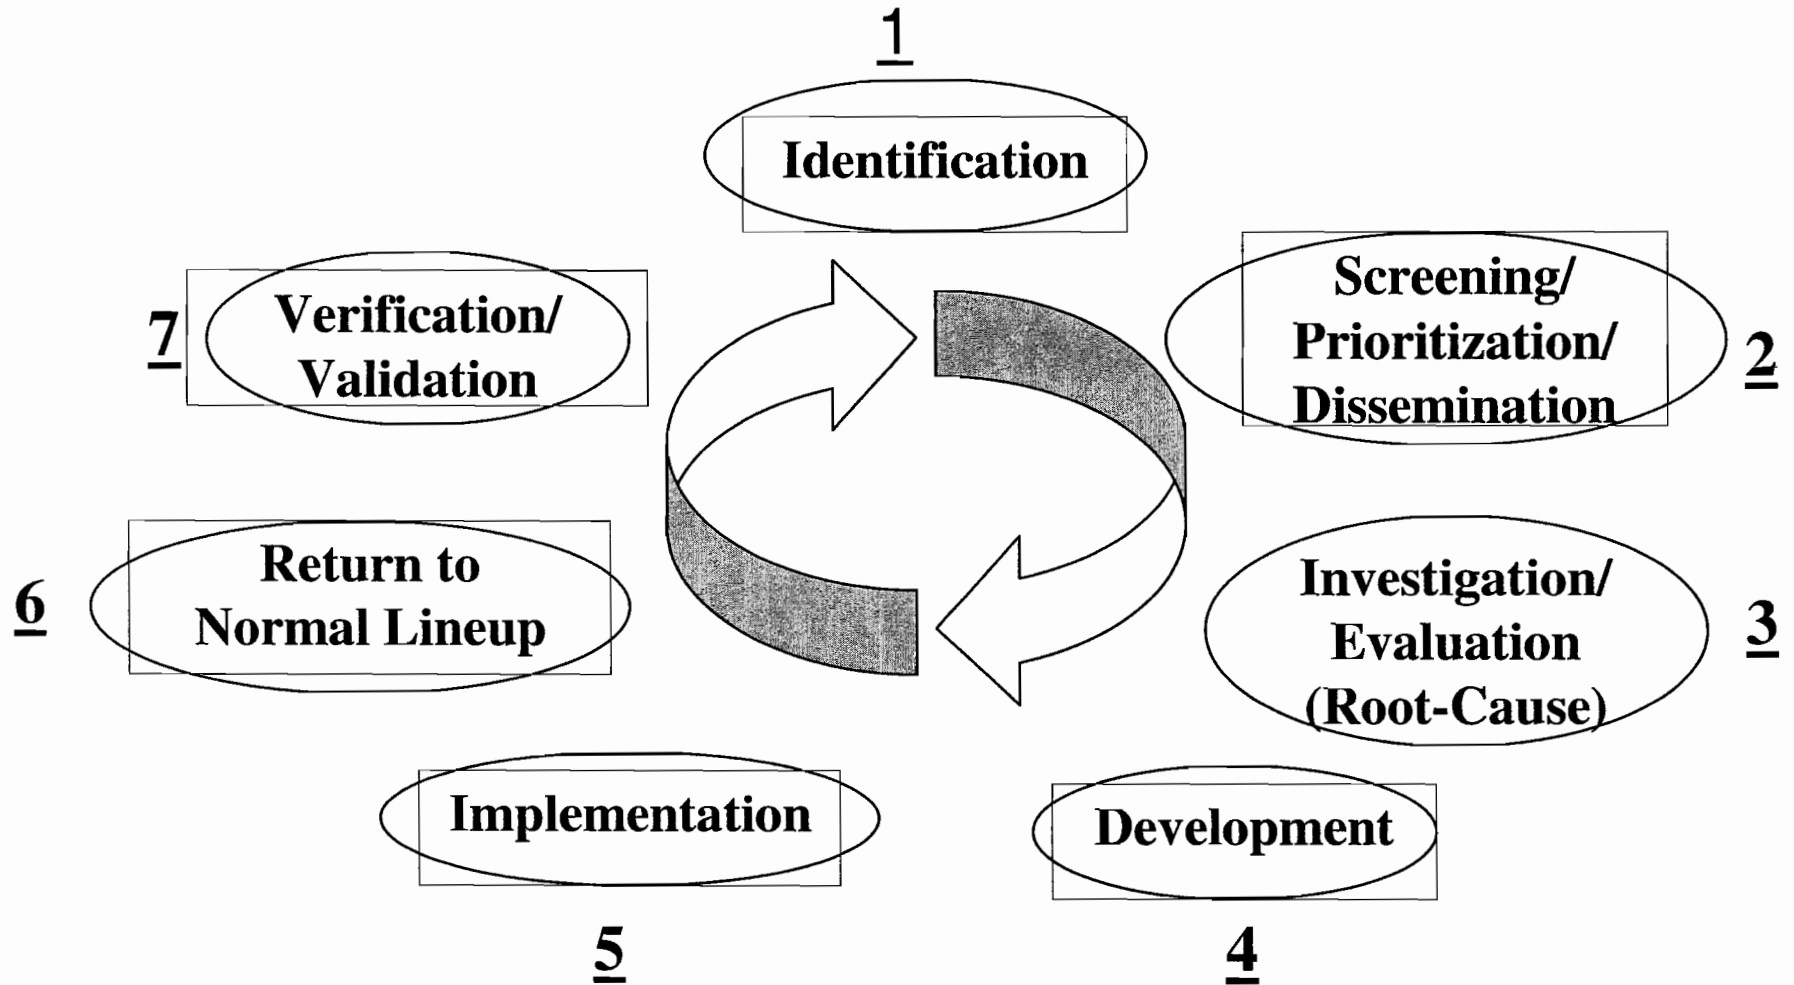 1
Identification
Screening/
Prioritization/
Dissemination
2
Investigation/
Evaluation
(Root-Cause)
3
Development
4
Implementation
5
Return to
Normal Lineup
6
Verification/
Validation
7